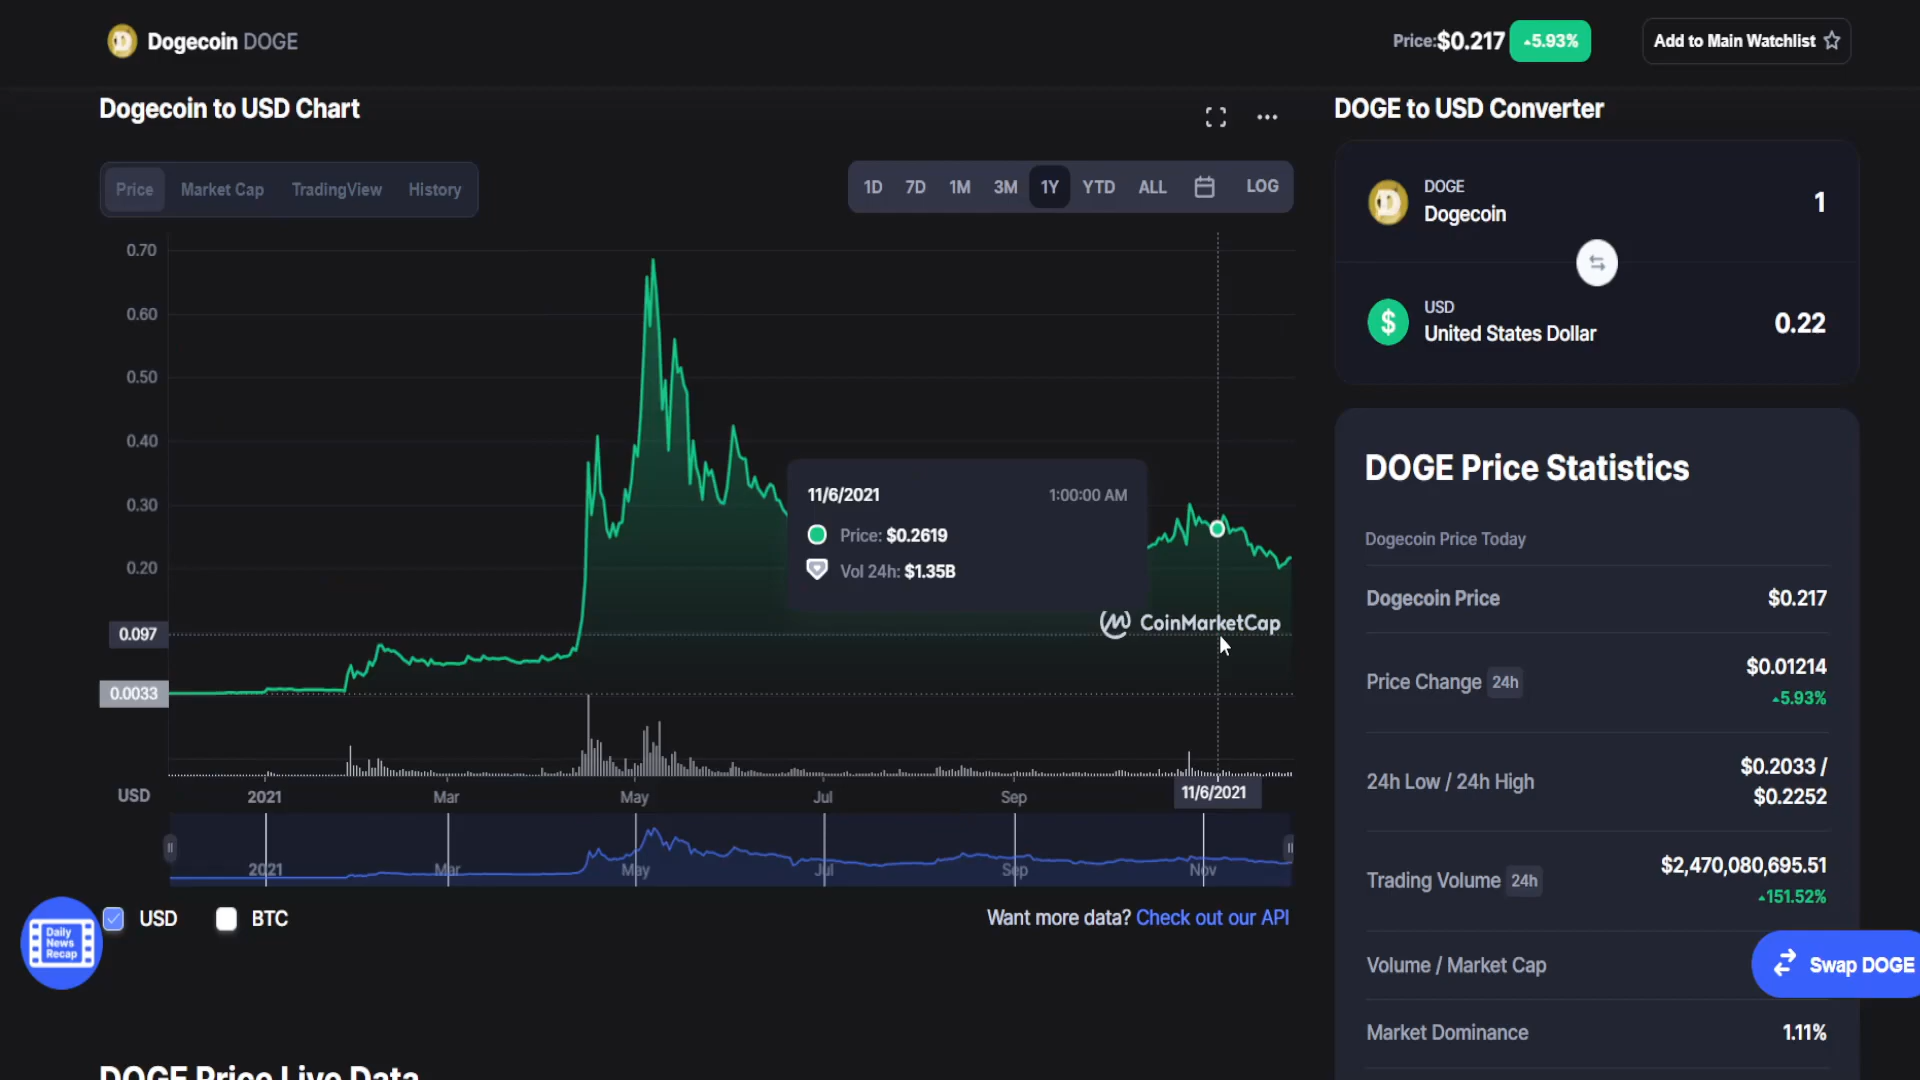 Dogecoin DOGE
Price:$0.217 5.93%
Add to Main Watchlist
Dogecoin to USD Chart
DOGE to USD Converter
Price Market Cap TradingView History
1D 7D 1M 3M 1Y YTD ALL LOG
DOGE
Dogecoin
1
USD
United States Dollar
0.22
0.70
0.60
0.50
0.40
0.30
0.20
0.097
0.0033
11/6/2021 1:00:00 AM
Price: $0.2619
Vol 24h: $1.35B
CoinMarketCap
USD
2021 Mar May Jul Sep 11/6/2021
2021 Mar May Jul Sep Nov
USD BTC
Want more data? Check out our API
Daily
News
Recap
DOGE Price Live Data
DOGE Price Statistics
Dogecoin Price Today
Dogecoin Price $0.217
Price Change 24h
$0.01214
5.93%
24h Low / 24h High
$0.2033 /
$0.2252
Trading Volume 24h
$2,470,080,695.51
151.52%
Volume / Market Cap
Swap DOGE
Market Dominance 1.11%